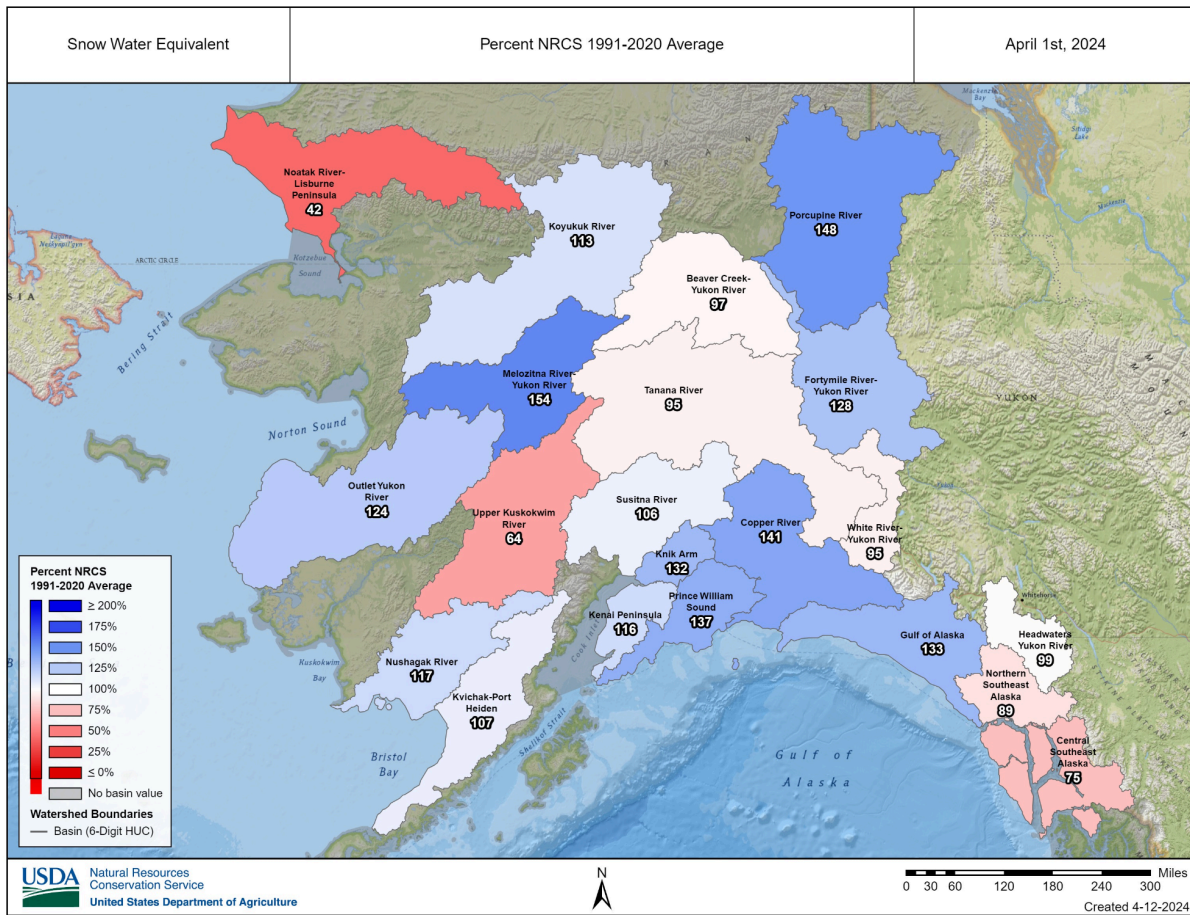 Snow Water Equivalent
Percent NRCS 1991-2020 Average
April 1st, 2024
Mackenzie
Bay
Noatak River-
Lisburne
Peninsula
42
Koyukuk River
113
Porcupine River
148
Mackenzie
ARCTIC CIRCLE
Kotzebue
Sound
Beaver Creek-
Yukon River
97
Bering Strait
Melozitna River-
Yukon River
154
Tanana River
95
Fortymile River-
Yukon River
128
YUKON
Norton Sound
Outlet Yukon
River
124
Upper Kuskokwim
River
64
Susitna River
106
Copper River
141
White River-
Yukon River
95
Knik Arm
132
Prince William
Sound
137
Kenai Peninsula
116
Cook Inlet
Whitehorse
Gulf of Alaska
133
Headwaters
Yukon River
99
Kuskokwim
Bay
Nushagak River
117
Northern
Southeast
Alaska
89
Kvichak-Port
Heiden
107
Shelikof Strait
Central
Southeast
Alaska
75
Bristol
Bay
Gulf of
Alaska
Percent NRCS
1991-2020 Average
≥ 200%
175%
150%
125%
100%
75%
50%
25%
≤ 0%
No basin value
Watershed Boundaries
Basin (6-Digit HUC)
USDA
Natural Resources
Conservation Service
United States Department of Agriculture
N
Miles
0 30 60 120 180 240 300
Created 4-12-2024